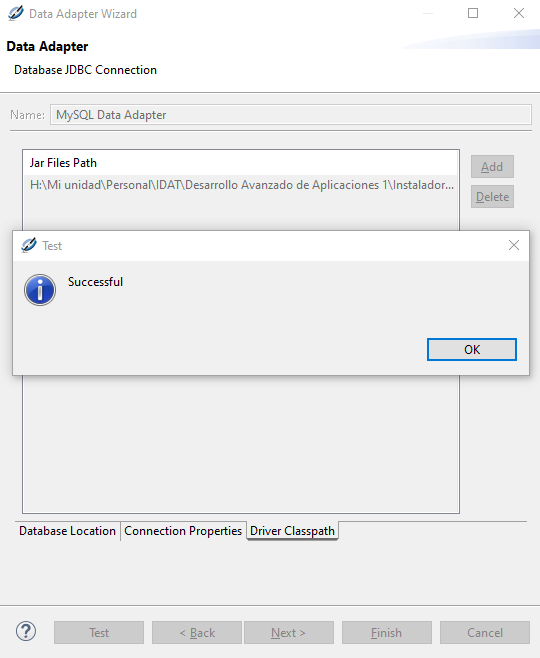 Data Adapter Wizard
Data Adapter
Database JDBC Connection
Name: MySQL Data Adapter
Jar Files Path
H:\Mi unidad\Personal\IDAT\Desarrollo Avanzado de Aplicaciones 1\Instalador...
Add
Delete
Test
Successful
OK
Database Location Connection Properties Driver Classpath
? Test < Back Next > Finish Cancel